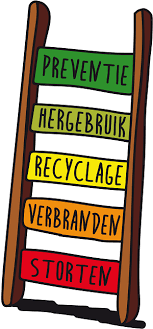 PREVENTIE
HERGEBRUIK
RECYCLAGE
VERBRANDEN
STORTEN